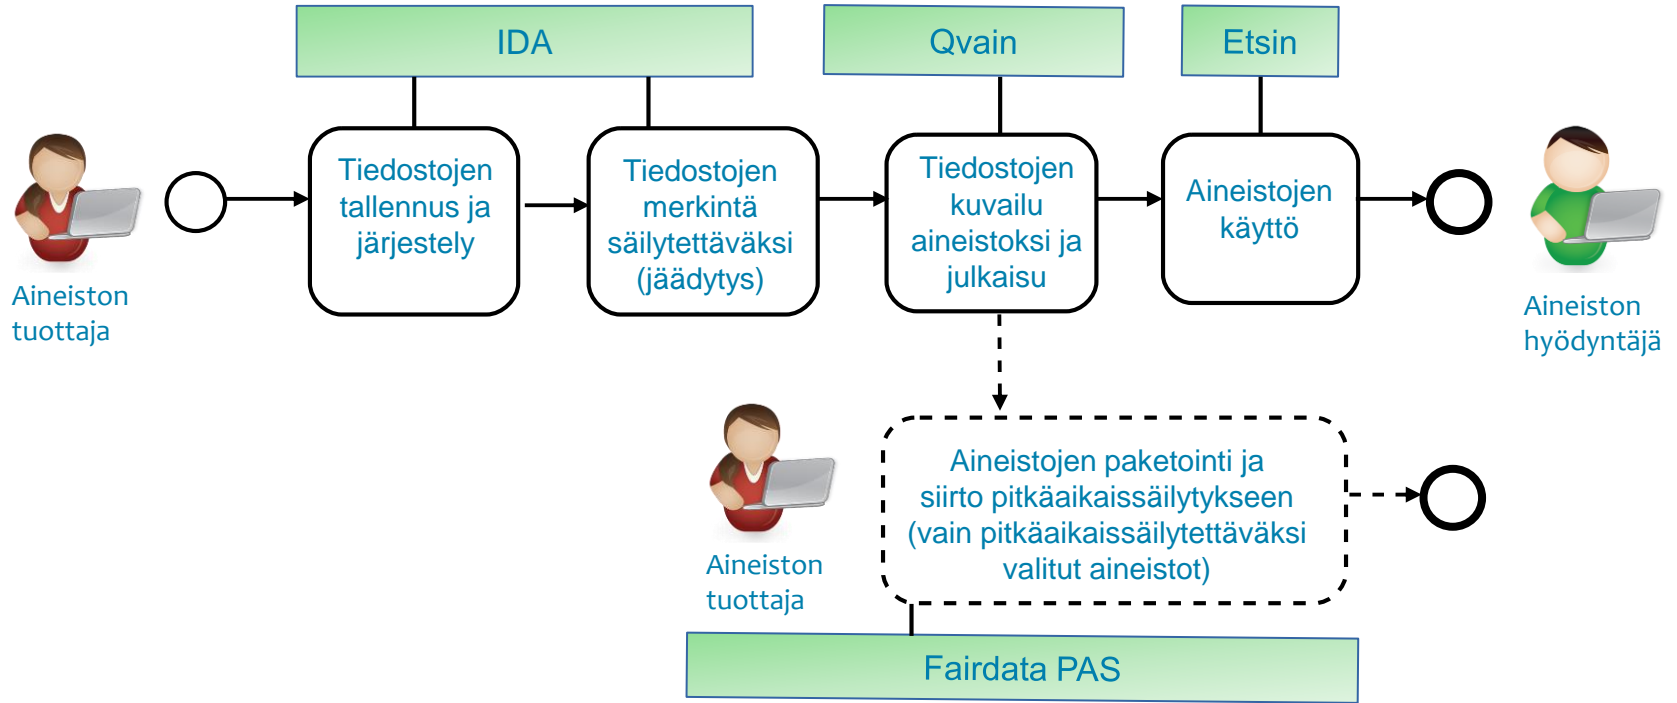 IDA
Qvain
Etsin
Tiedostojen
tallennus ja
järjestely
Tiedostojen
merkintä
säilytettäväksi
(jäädytys)
Tiedostojen
kuvailu
aineistoksi ja
julkaisu
Aineistojen
käyttö
Aineiston
tuottaja
Aineiston
hyödyntäjä
Aineistojen paketointi ja
siirto pitkäaikaissäilytykseen
(vain pitkäaikaissäilytettäväksi
valitut aineistot)
Aineiston
tuottaja
Fairdata PAS